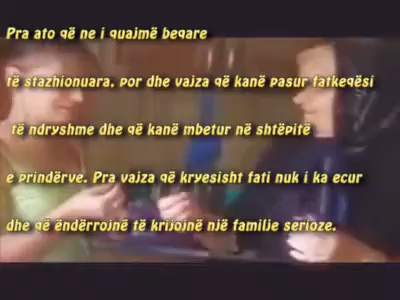 Pra ato që ne i quajmë beqare
të stazhionuara, por dhe vajza që kanë pasur fatkeqësi
të ndryshme dhe që kanë mbetur në shtëpitë
e prindërve. Pra vajza që kryesisht fati nuk i ka ecur
dhe që ëndërrojnë të krijojnë një familje serioze.